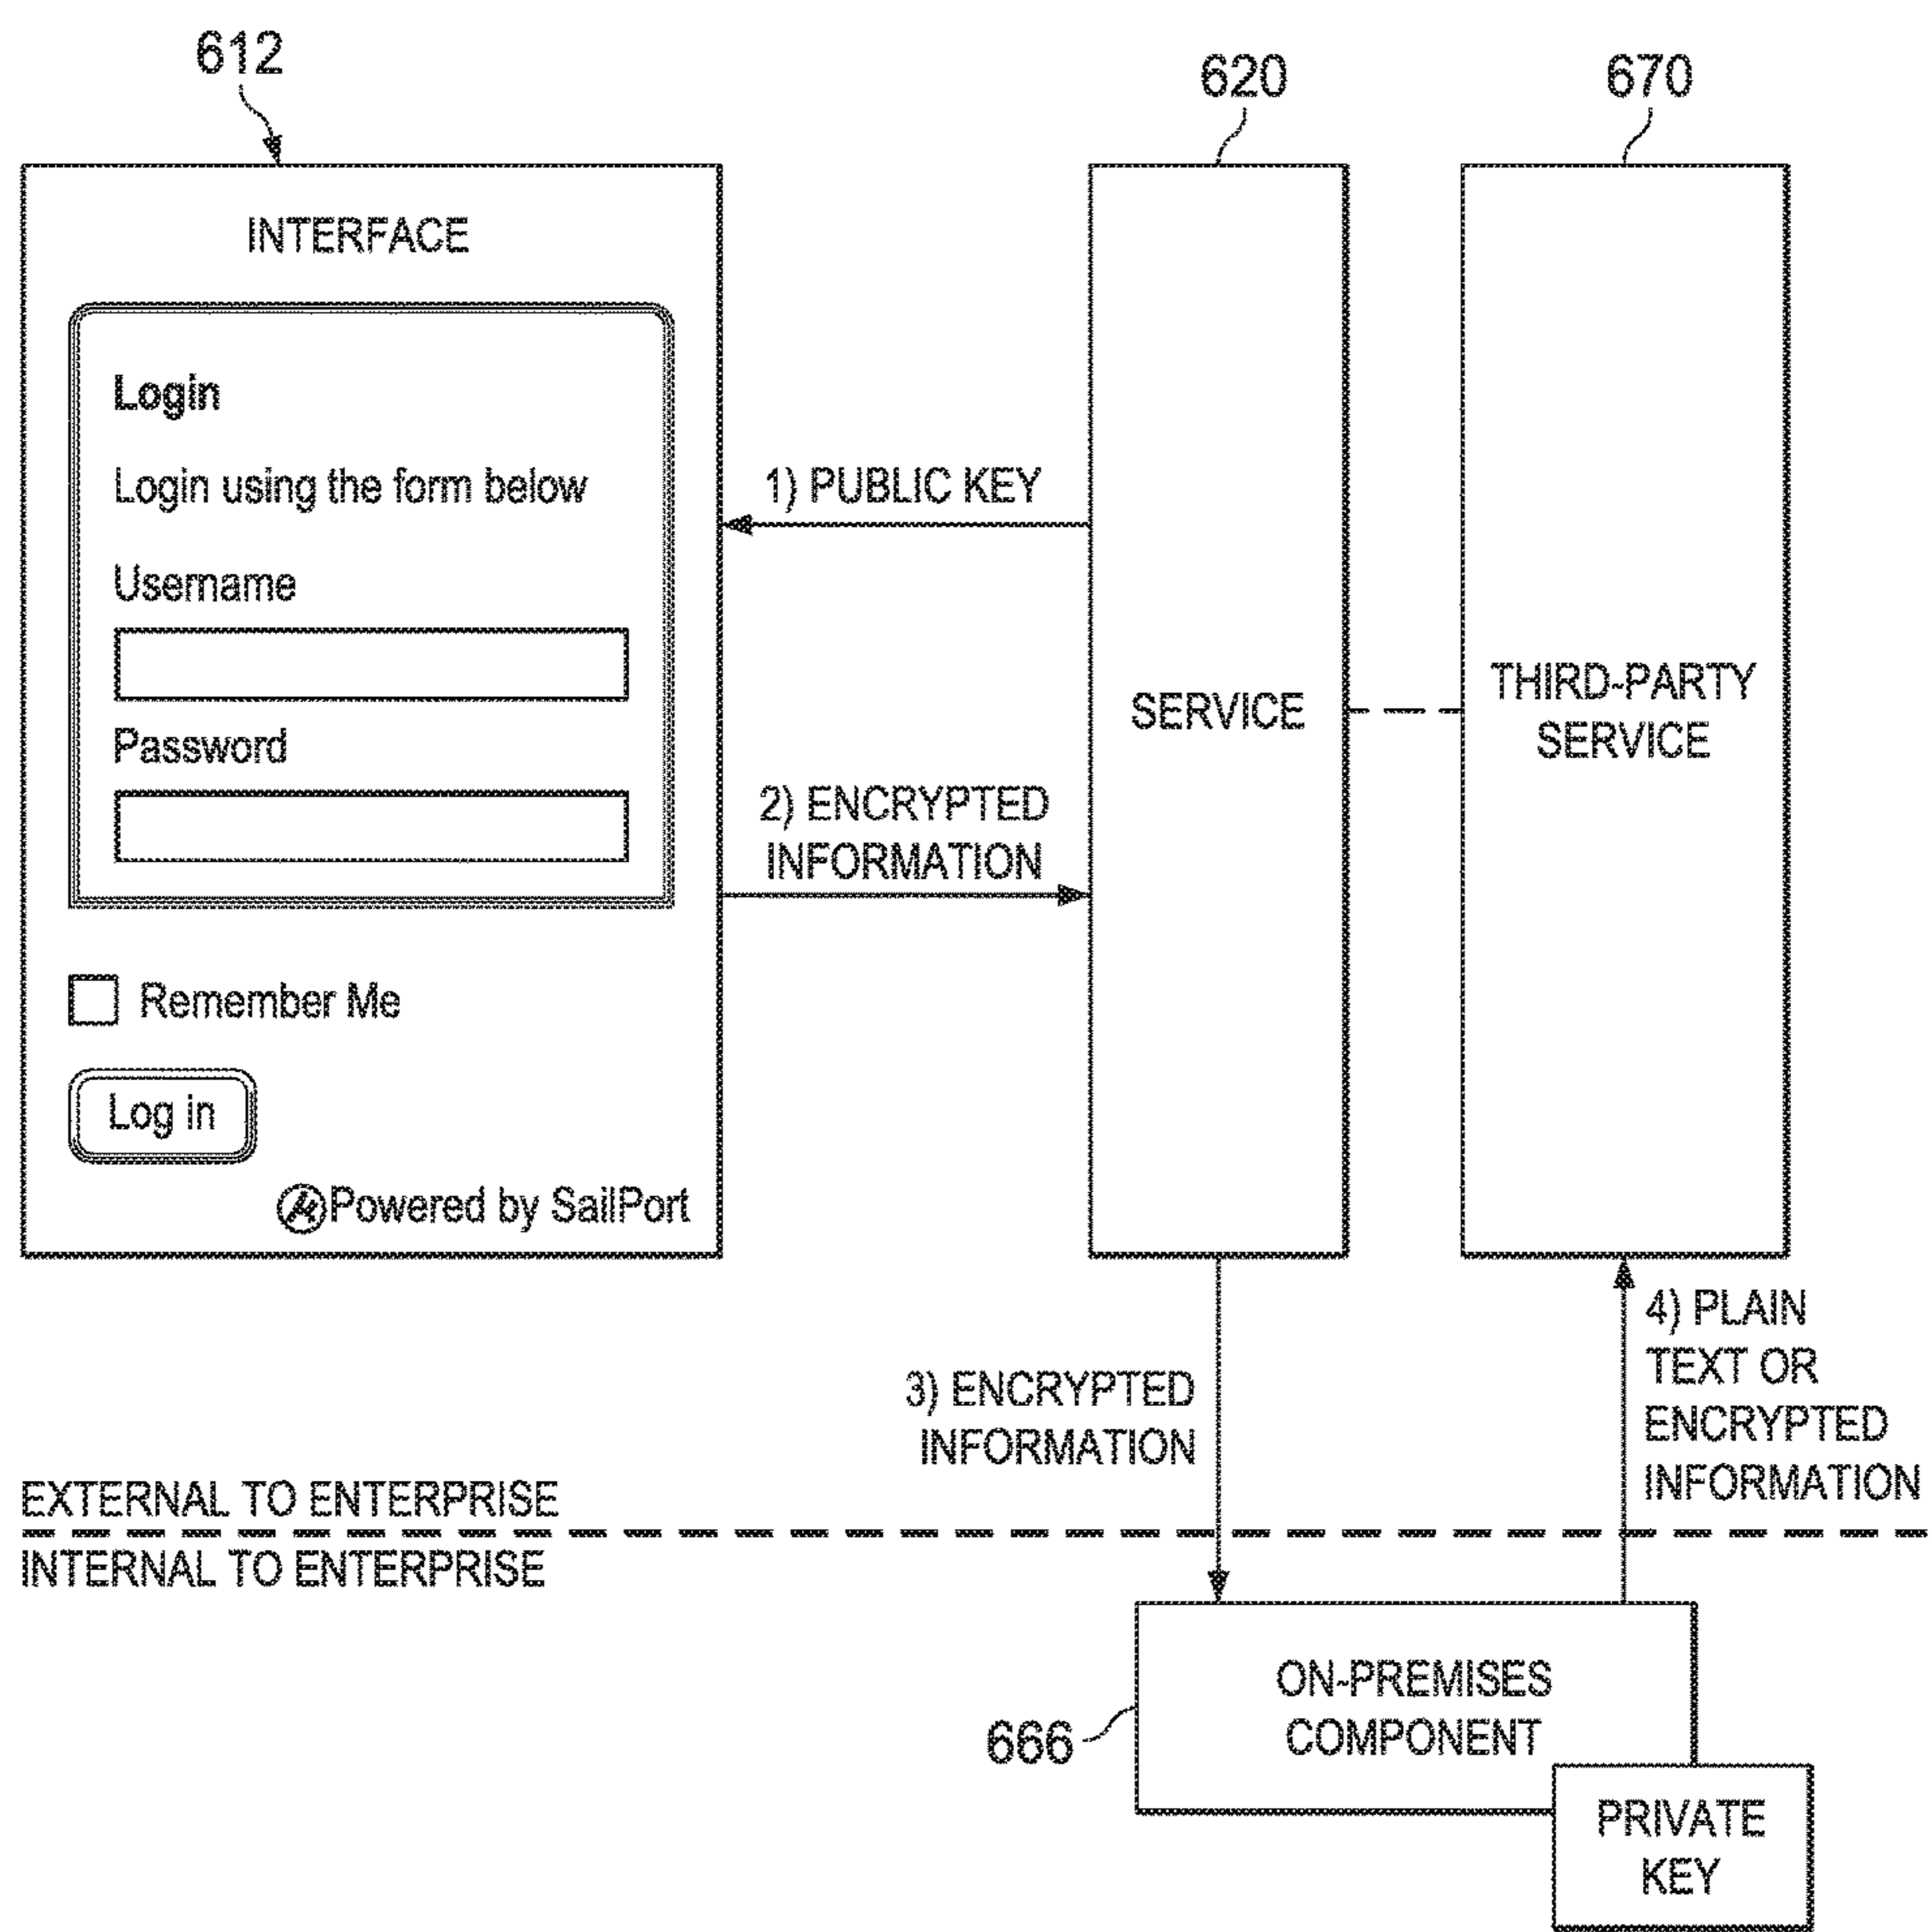 612
620
670
INTERFACE
Login
Login using the form below
Username
Password
Remember Me
Log in
Powered by SailPort
1) PUBLIC KEY
2) ENCRYPTED
INFORMATION
SERVICE
THIRD-PARTY
SERVICE
3) ENCRYPTED
INFORMATION
4) PLAIN
TEXT OR
ENCRYPTED
INFORMATION
EXTERNAL TO ENTERPRISE
INTERNAL TO ENTERPRISE
ON-PREMISES
COMPONENT
666
PRIVATE
KEY